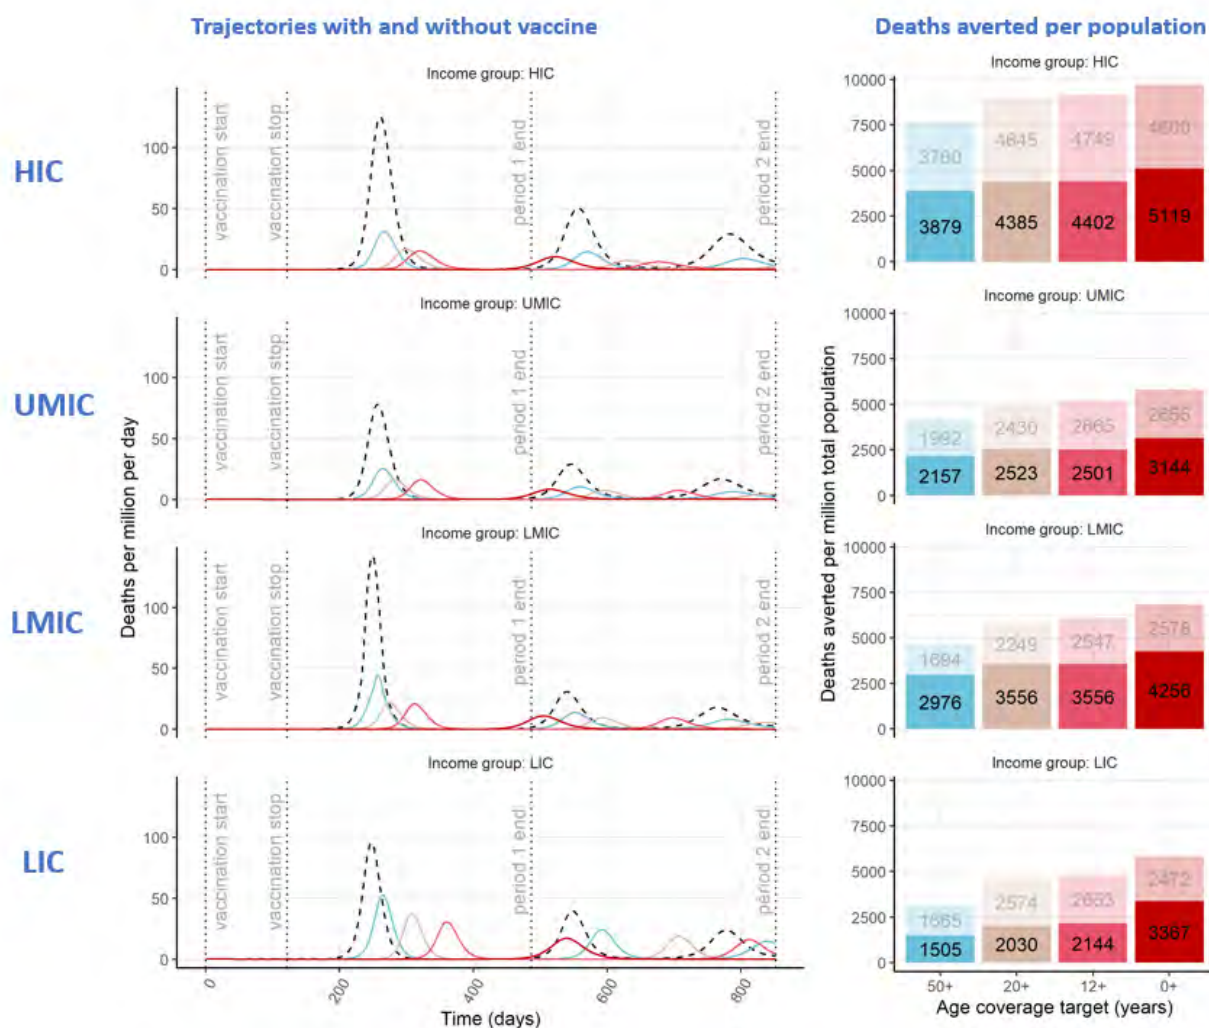 Trajectories with and without vaccine
Deaths averted per population
HIC
Income group: HIC
100
50
0
vaccination start
vaccination stop
period 1 end
period 2 end
Income group: HIC
10000
7500
5000
2500
0
3760
4645
4749
4600
3879
4385
4402
5119
UMIC
Income group: UMIC
100
50
0
vaccination start
vaccination stop
period 1 end
period 2 end
Income group: UMIC
10000
7500
5000
2500
0
1992
2430
2665
2655
2157
2523
2501
3144
Deaths per million per day
Deaths averted per million total population
LMIC
Income group: LMIC
100
50
0
vaccination start
vaccination stop
period 1 end
period 2 end
Income group: LMIC
10000
7500
5000
2500
0
1694
2249
2547
2578
2976
3556
3556
4256
LIC
Income group: LIC
100
50
0
vaccination start
vaccination stop
period 1 end
period 2 end
Income group: LIC
10000
7500
5000
2500
0
1665
2574
2653
2472
1505
2030
2144
3367
0
200
400
600
800
Time (days)
50+
20+
12+
0+
Age coverage target (years)